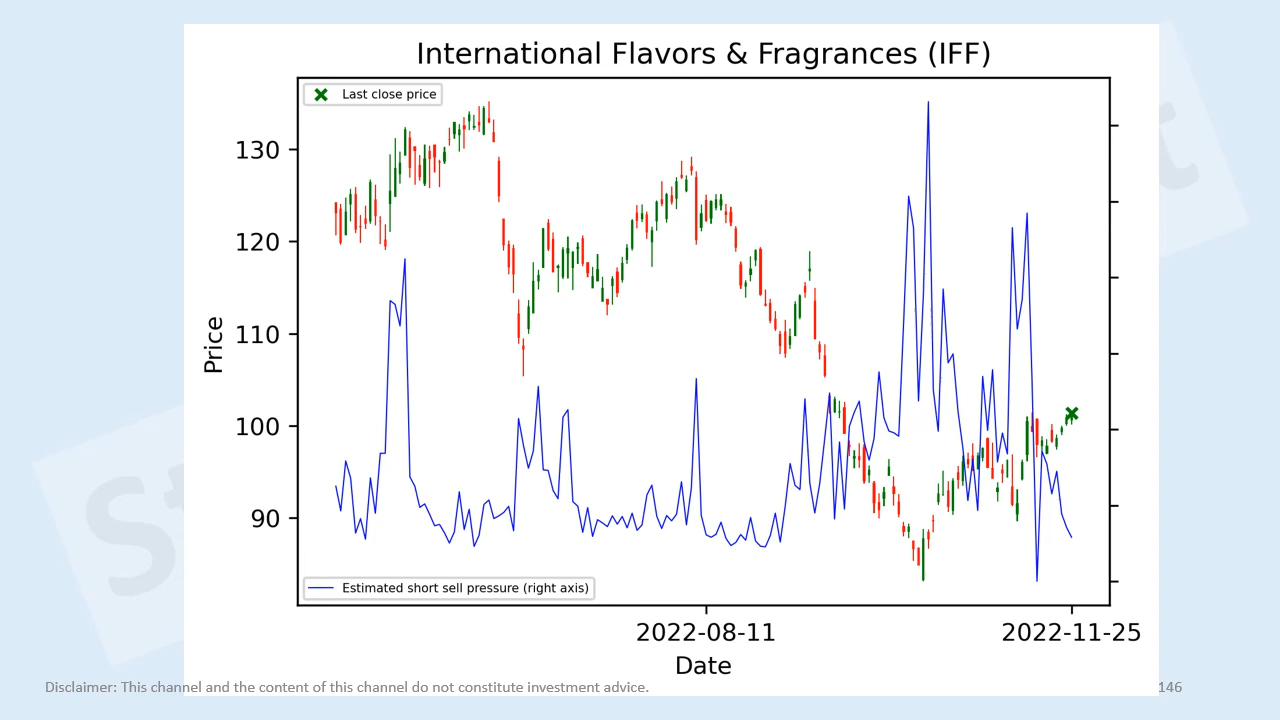 International Flavors & Fragrances (IFF)
Last close price
130
120
110
100
90
Price
Estimated short sell pressure (right axis)
2022-08-11
2022-11-25
Date
Disclaimer: This channel and the content of this channel do not constitute investment advice.
146